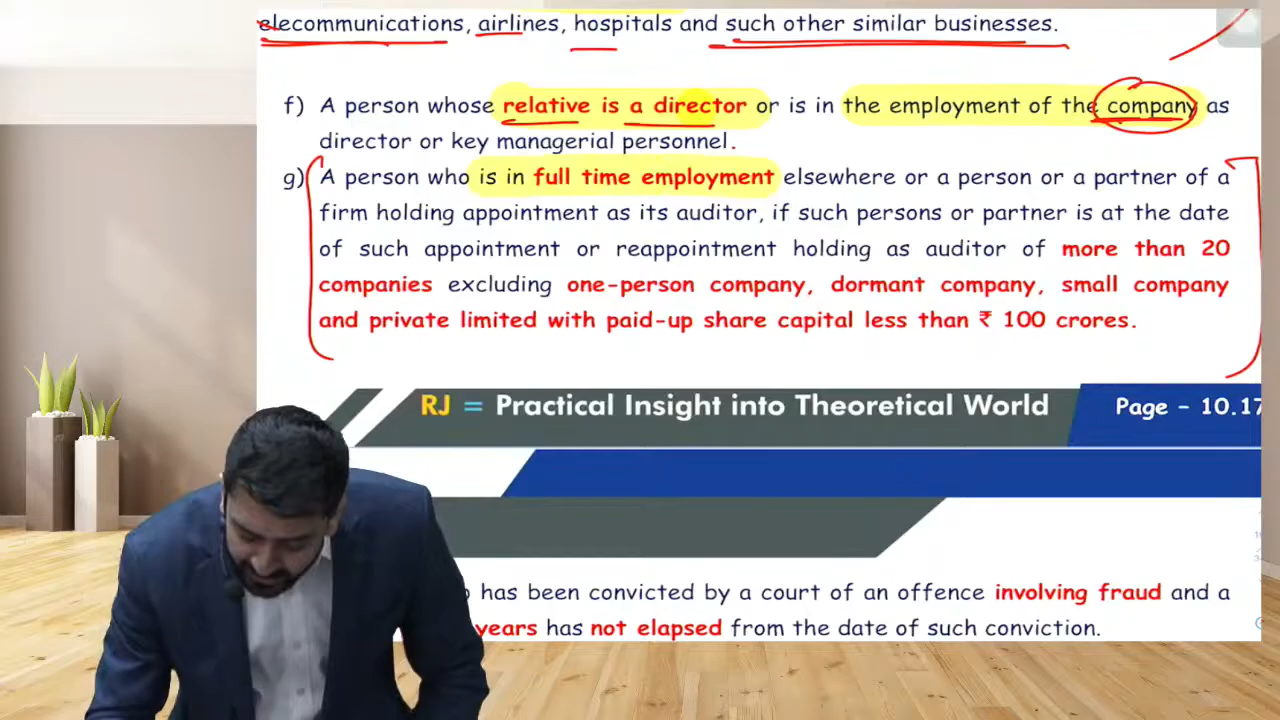 elecommunications, airlines, hospitals and such other similar businesses.
f) A person whose relative is a director or is in the employment of the company as
director or key managerial personnel.
g) A person who is in full time employment elsewhere or a person or a partner of a
firm holding appointment as its auditor, if such persons or partner is at the date
of such appointment or reappointment holding as auditor of more than 20
companies excluding one-person company, dormant company, small company
and private limited with paid-up share capital less than ₹ 100 crores.
RJ = Practical Insight into Theoretical World Page – 10.17
has been convicted by a court of an offence involving fraud and a
years has not elapsed from the date of such conviction.